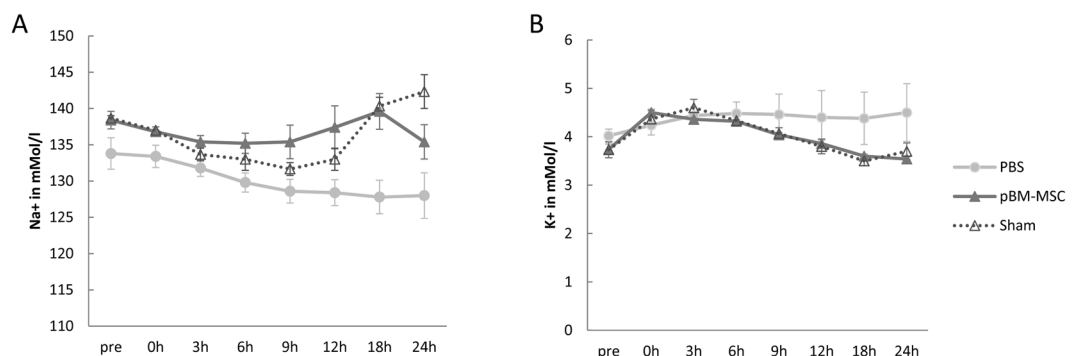 A
B
Na+ in mMol/l
150
145
140
135
130
125
120
115
110
pre 0h 3h 6h 9h 12h 18h 24h
K+ in mMol/l
6
5
4
3
2
1
0
pre 0h 3h 6h 9h 12h 18h 24h
PBS
pBM-MSC
Sham